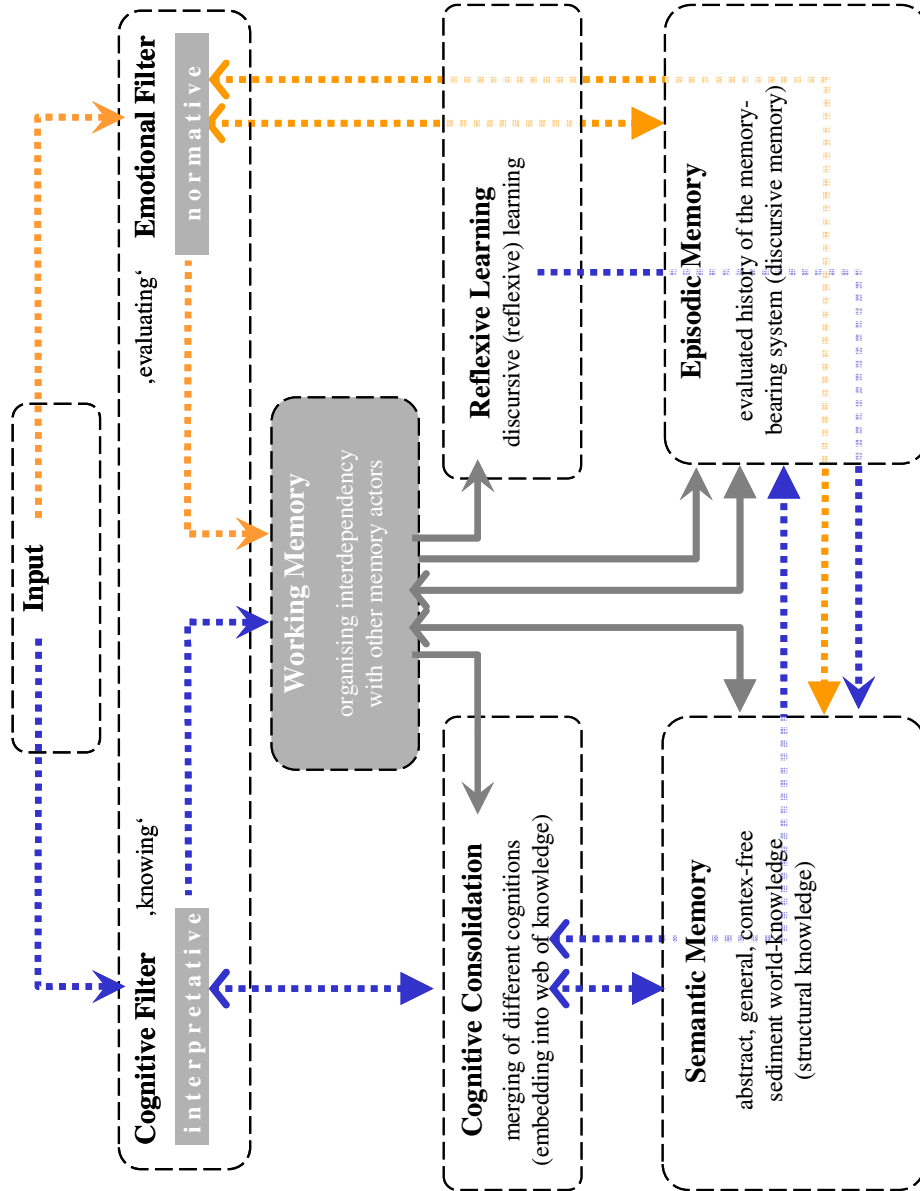 Input
Cognitive Filter
‚knowing‘
‚evaluating‘
Emotional Filter
interpretative
normative
Working Memory
organising interdependency
with other memory actors
Cognitive Consolidation
merging of different cognitions
(embedding into web of knowledge)
Reflexive Learning
discursive (reflexive) learning
Semantic Memory
abstract, general, contex-free
sediment world-knowledge
(structural knowledge)
Episodic Memory
evaluated history of the memory-
bearing system (discursive memory)